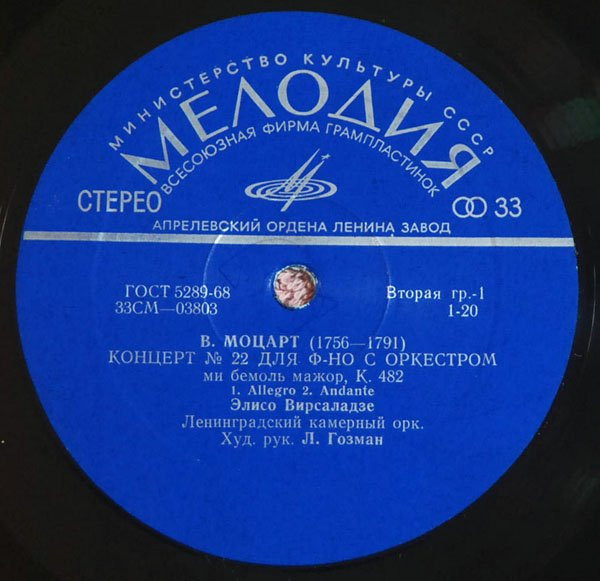 МИНИСТЕРСТВО КУЛЬТУРЫ СССР
МЕЛОДИЯ
ВСЕСОЮЗНАЯ ФИРМА ГРАМПЛАСТИНОК
СТЕРЕО
33
АПРЕЛЕВСКИЙ ОРДЕНА ЛЕНИНА ЗАВОД
ГОСТ 5289-68
Вторая гр.-1
33СМ—03803
1-20
В. МОЦАРТ (1756—1791)
КОНЦЕРТ № 22 ДЛЯ Ф-НО С ОРКЕСТРОМ
ми бемоль мажор, К. 482
1. Allegro 2. Andante
Элисо Вирсаладзе
Ленинградский камерный орк.
Худ. рук. Л. Гозман